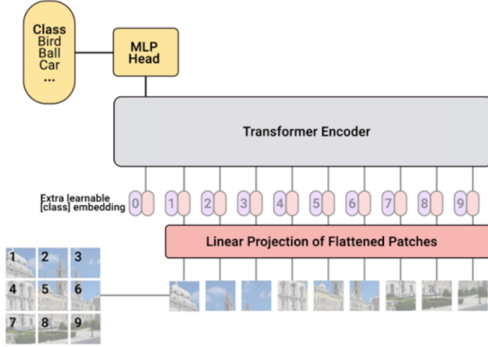 Class
Bird
Ball
Car
...
MLP
Head
Transformer Encoder
Extra learnable
[class] embedding
0 1 2 3 4 5 6 7 8 9
Linear Projection of Flattened Patches
1 2 3
4 5 6
7 8 9